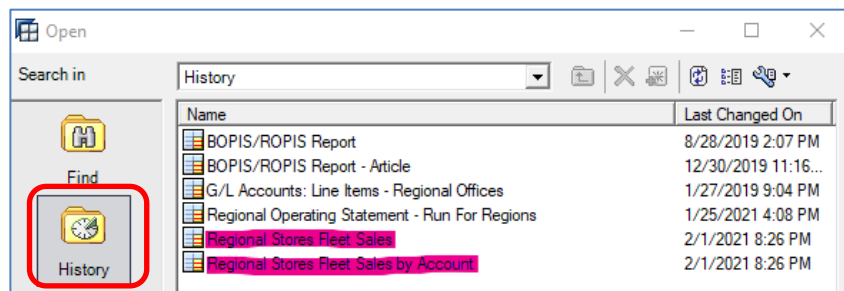 Open
Search in History
Name Last Changed On
Find
History
BOPIS/ROPIS Report 8/28/2019 2:07 PM
BOPIS/ROPIS Report - Article 12/30/2019 11:16...
G/L Accounts: Line Items - Regional Offices 1/27/2019 9:04 PM
Regional Operating Statement - Run For Regions 1/25/2021 4:08 PM
Regional Stores Fleet Sales 2/1/2021 8:26 PM
Regional Stores Fleet Sales by Account 2/1/2021 8:26 PM